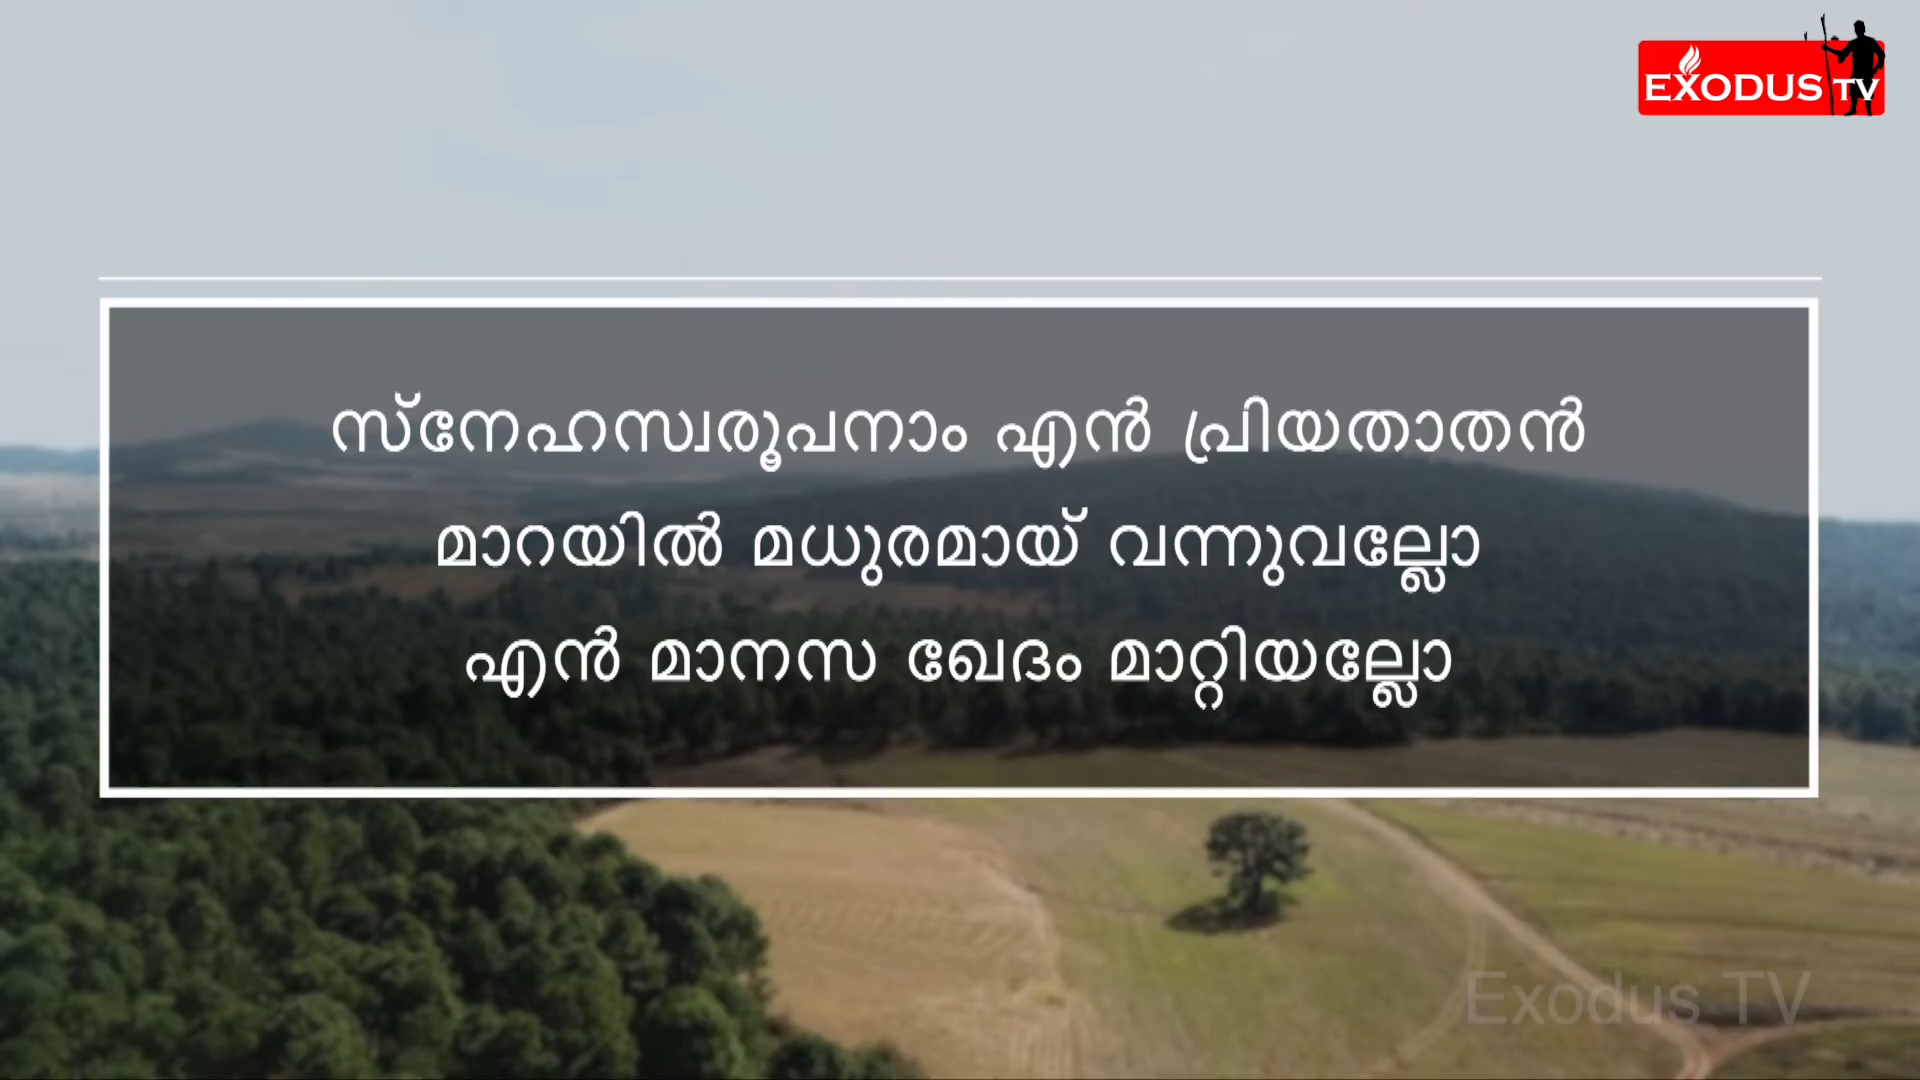 EXODUS TV
സ്നേഹസ്വരൂപനാം എൻ പ്രിയതാതൻ
മാറയിൽ മധുരമായ് വന്നുവല്ലോ
എൻ മാനസ ഖേദം മാറ്റിയല്ലോ
Exodus TV